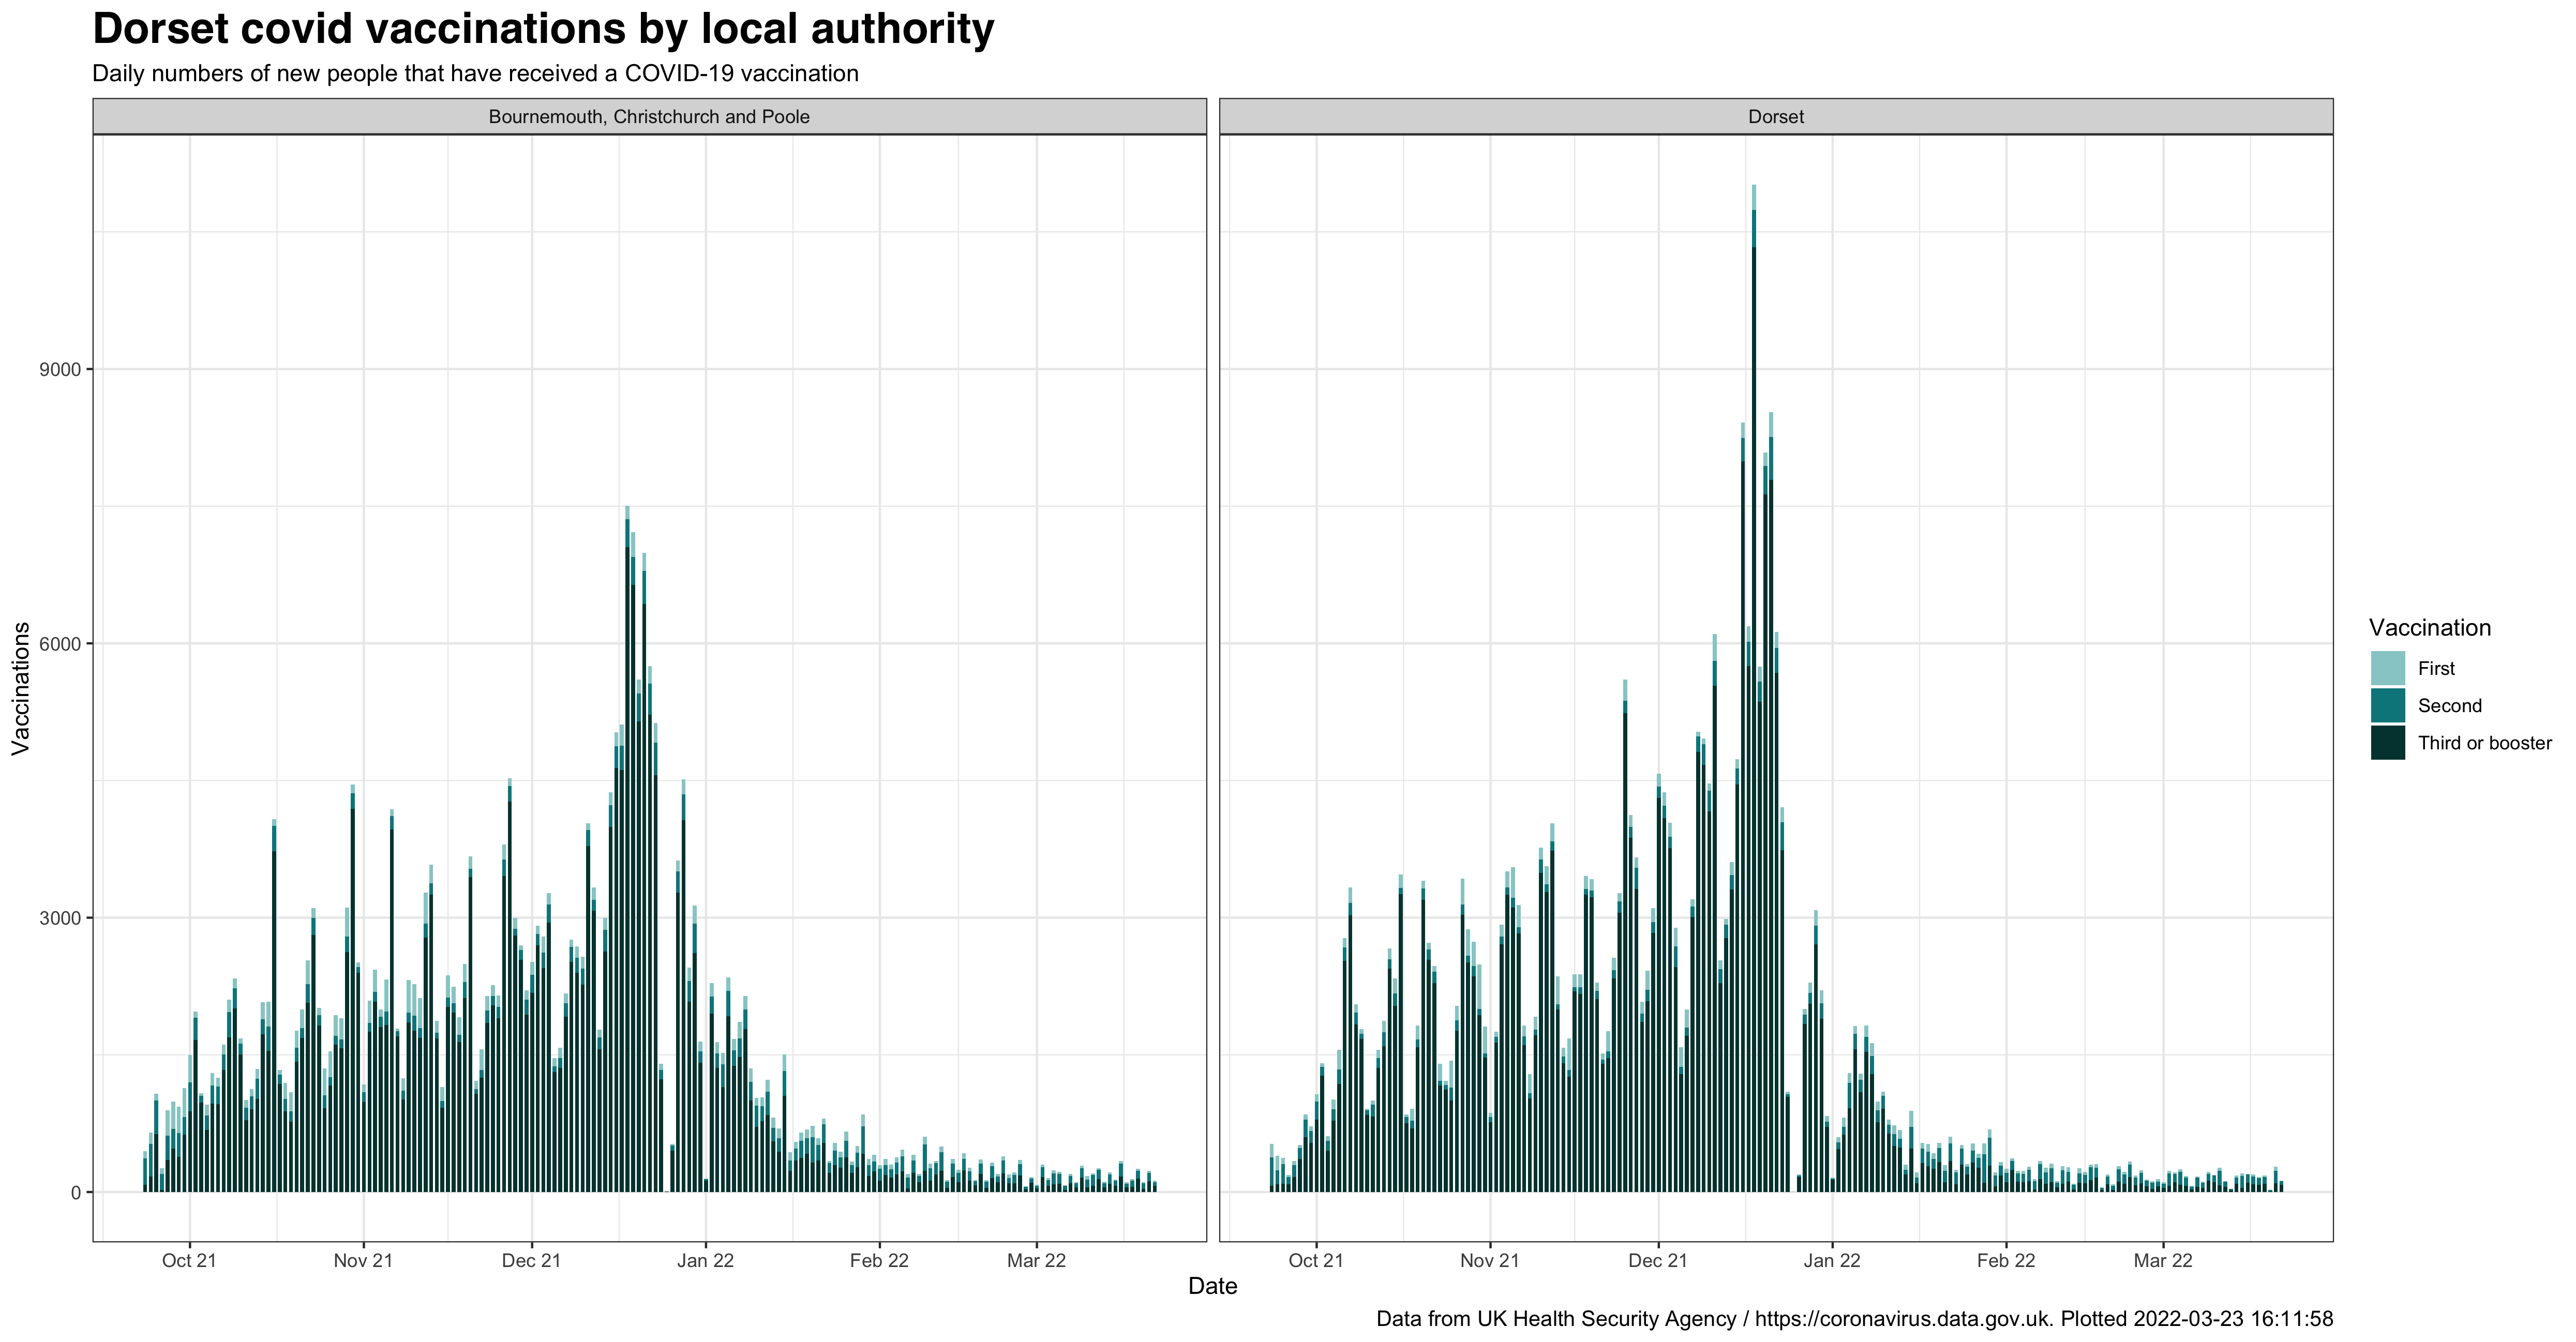 Dorset covid vaccinations by local authority
Daily numbers of new people that have received a COVID-19 vaccination
Bournemouth, Christchurch and Poole
Dorset
Vaccinations
9000
6000
3000
0
Oct 21
Nov 21
Dec 21
Jan 22
Feb 22
Mar 22
Oct 21
Nov 21
Dec 21
Jan 22
Feb 22
Mar 22
Date
Vaccination
First
Second
Third or booster
Data from UK Health Security Agency / https://coronavirus.data.gov.uk. Plotted 2022-03-23 16:11:58